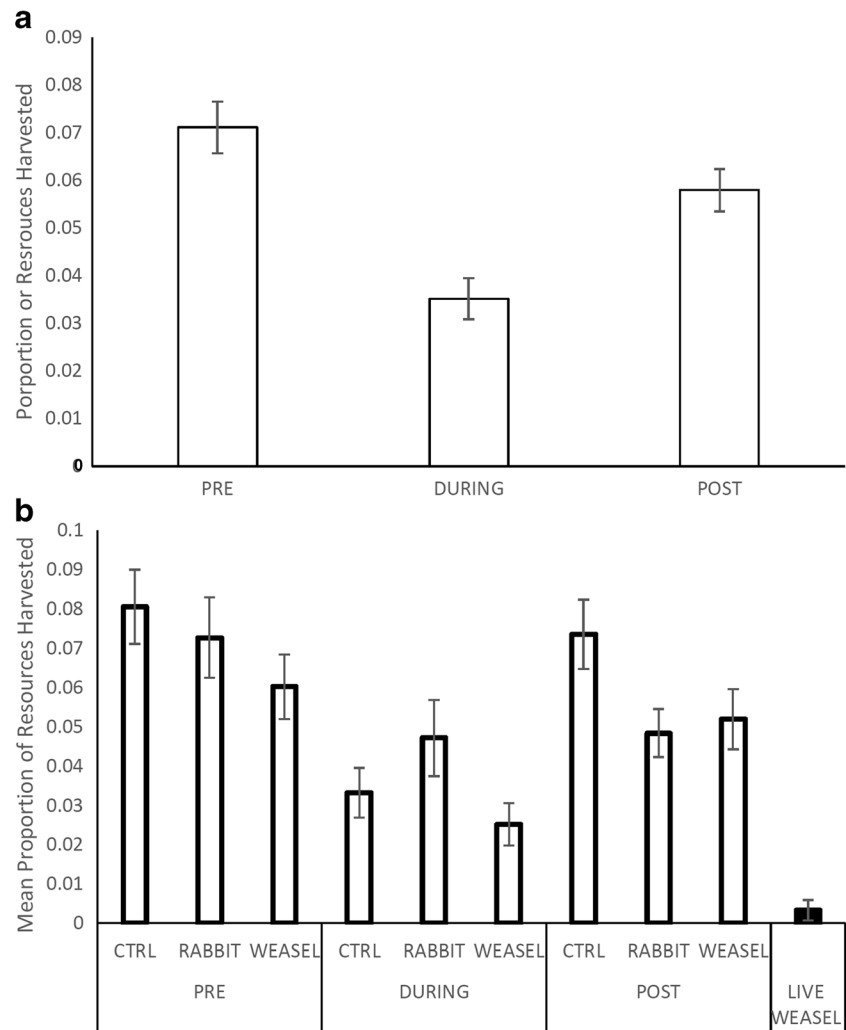 a
Porportion or Resrouces Harvested
0.09
0.08
0.07
0.06
0.05
0.04
0.03
0.02
0.01
0
PRE DURING POST
b
Mean Proportion of Resources Harvested
0.1
0.09
0.08
0.07
0.06
0.05
0.04
0.03
0.02
0.01
0
CTRL RABBIT WEASEL CTRL RABBIT WEASEL CTRL RABBIT WEASEL
PRE DURING POST LIVE
WEASEL